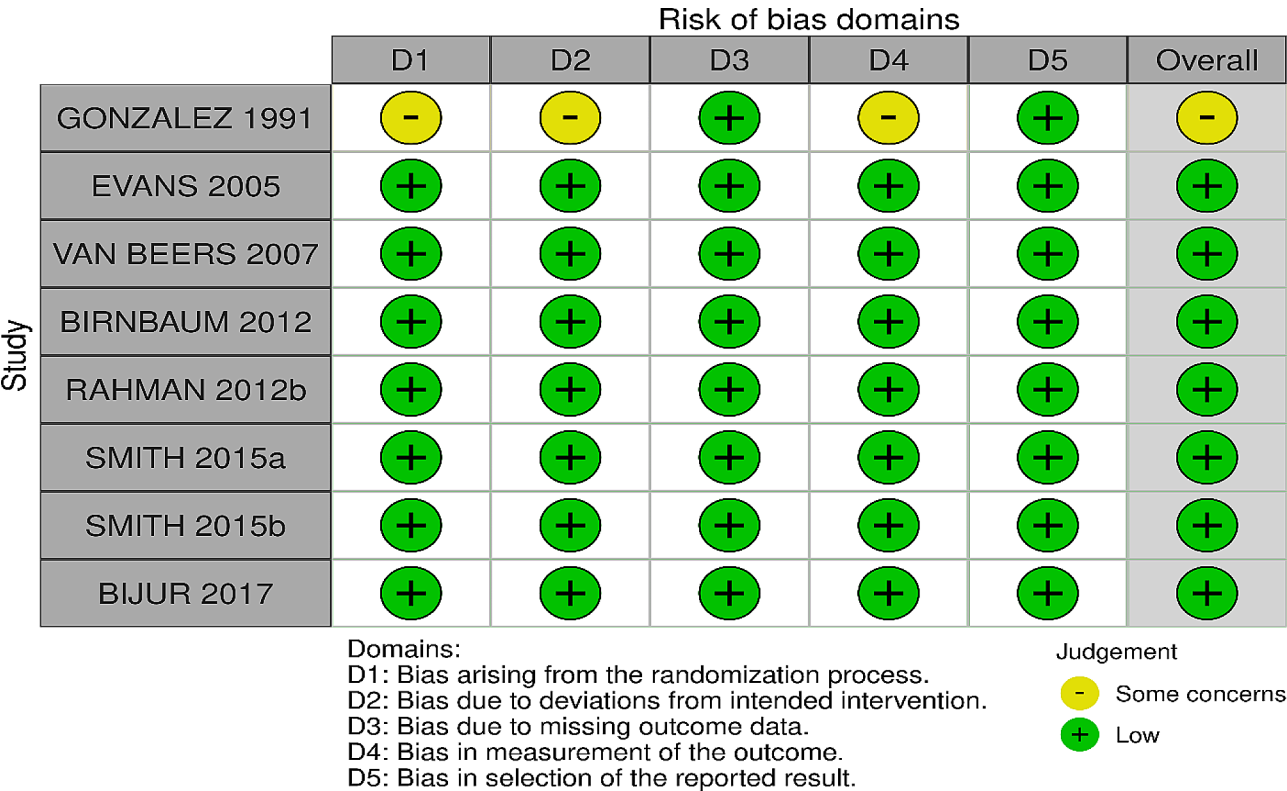 Risk of bias domains
D1 D2 D3 D4 D5 Overall
Study
GONZALEZ 1991 - - + - + -
EVANS 2005 + + + + + +
VAN BEERS 2007 + + + + + +
BIRNBAUM 2012 + + + + + +
RAHMAN 2012b + + + + + +
SMITH 2015a + + + + + +
SMITH 2015b + + + + + +
BIJUR 2017 + + + + + +
Domains:
D1: Bias arising from the randomization process.
D2: Bias due to deviations from intended intervention.
D3: Bias due to missing outcome data.
D4: Bias in measurement of the outcome.
D5: Bias in selection of the reported result.
Judgement
- Some concerns
+ Low